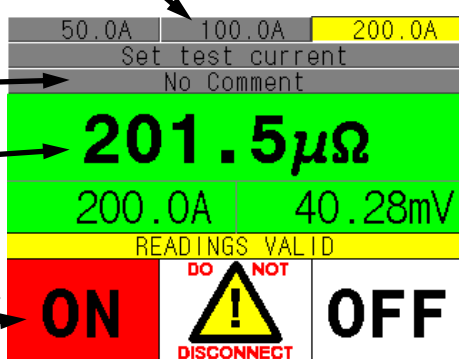 50.0A 100.0A 200.0A
Set test current
No Comment
201.5µΩ
200.0A 40.28mV
READINGS VALID
DO NOT
ON ! OFF
DISCONNECT